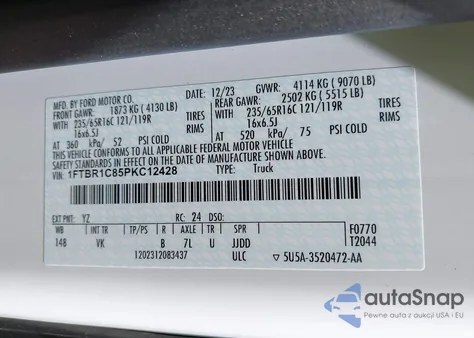 MFD. BY FORD MOTOR CO. DATE: 12/23 GVWR: 4114 KG (9070 LB)
FRONT GAWR: 1873 KG (4130 LB) REAR GAWR: 2502 KG (5515 LB)
WITH 235/65R16C 121/119R TIRES WITH 235/65R16C 121/119R TIRES
16x6.5J RIMS 16x6.5J RIMS
AT 360 kPa/ 52 PSI COLD AT 520 kPa/ 75 PSI COLD
THIS VEHICLE CONFORMS TO ALL APPLICABLE FEDERAL MOTOR VEHICLE
SAFETY STANDARDS IN EFFECT ON THE DATE OF MANUFACTURE SHOWN ABOVE.
VIN: 1FTBR1C85PKC12428 TYPE: Truck
EXT PNT: YZ RC: 24 DSO:
WB INT TR TP/PS R AXLE TR SPR F0770
148 VK B 7L U JJDD T2044
1202312083437 ULC ▽ 5U5A-3520472-AA
autoSnap
Pewne auta z aukcji USA i EU